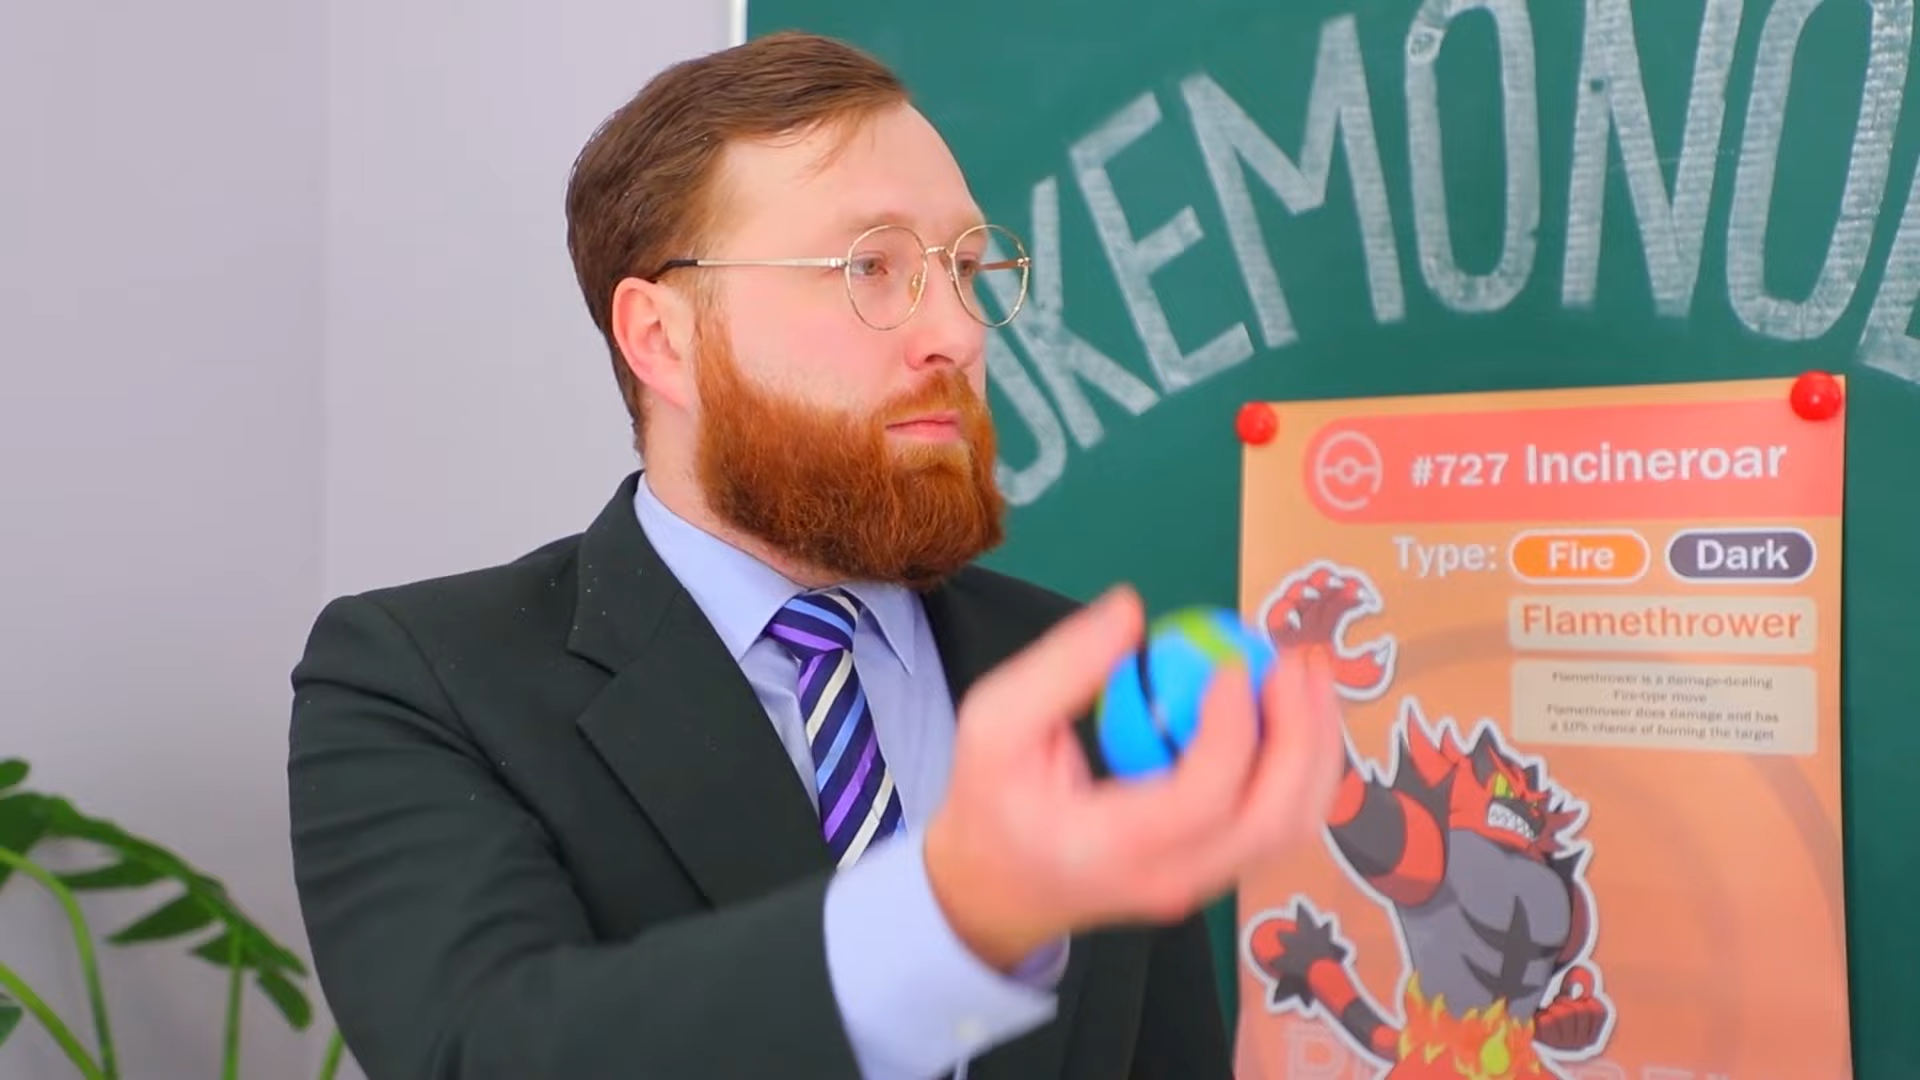 OKEMONO
#727 Incineroar
Type: Fire Dark
Flamethrower
Flamethrower is a damage-dealing
Fire-type move
Flamethrower does damage and has
a 10% chance of burning the target